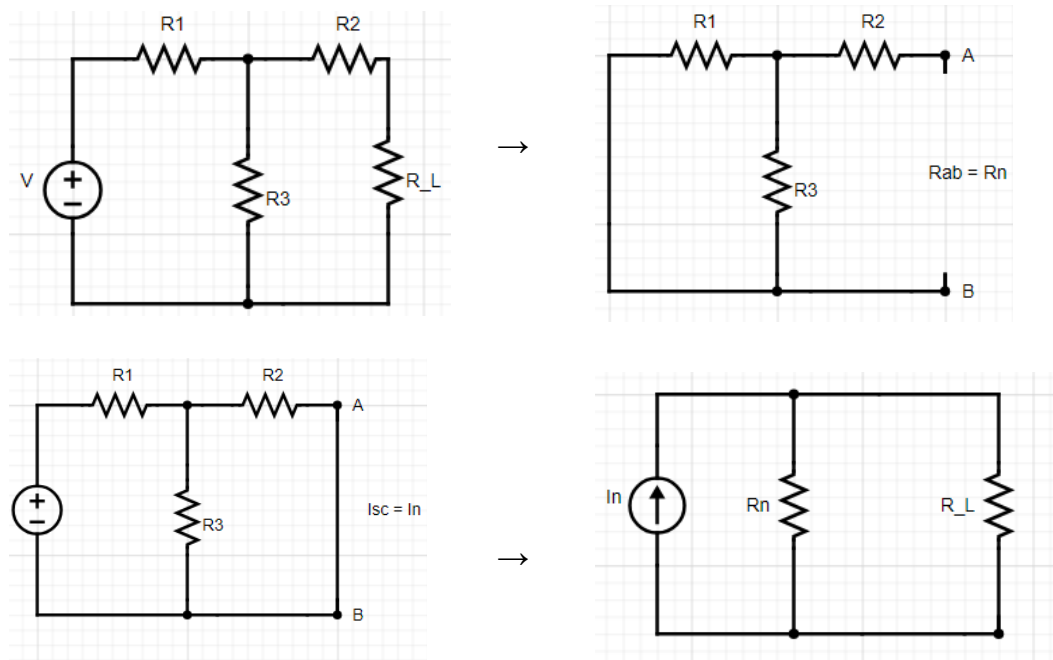 R1
R2
V
R3
R_L
→
R1
R2
A
R3
Rab = Rn
B
R1
R2
A
R3
Isc = In
B
→
In
Rn
R_L